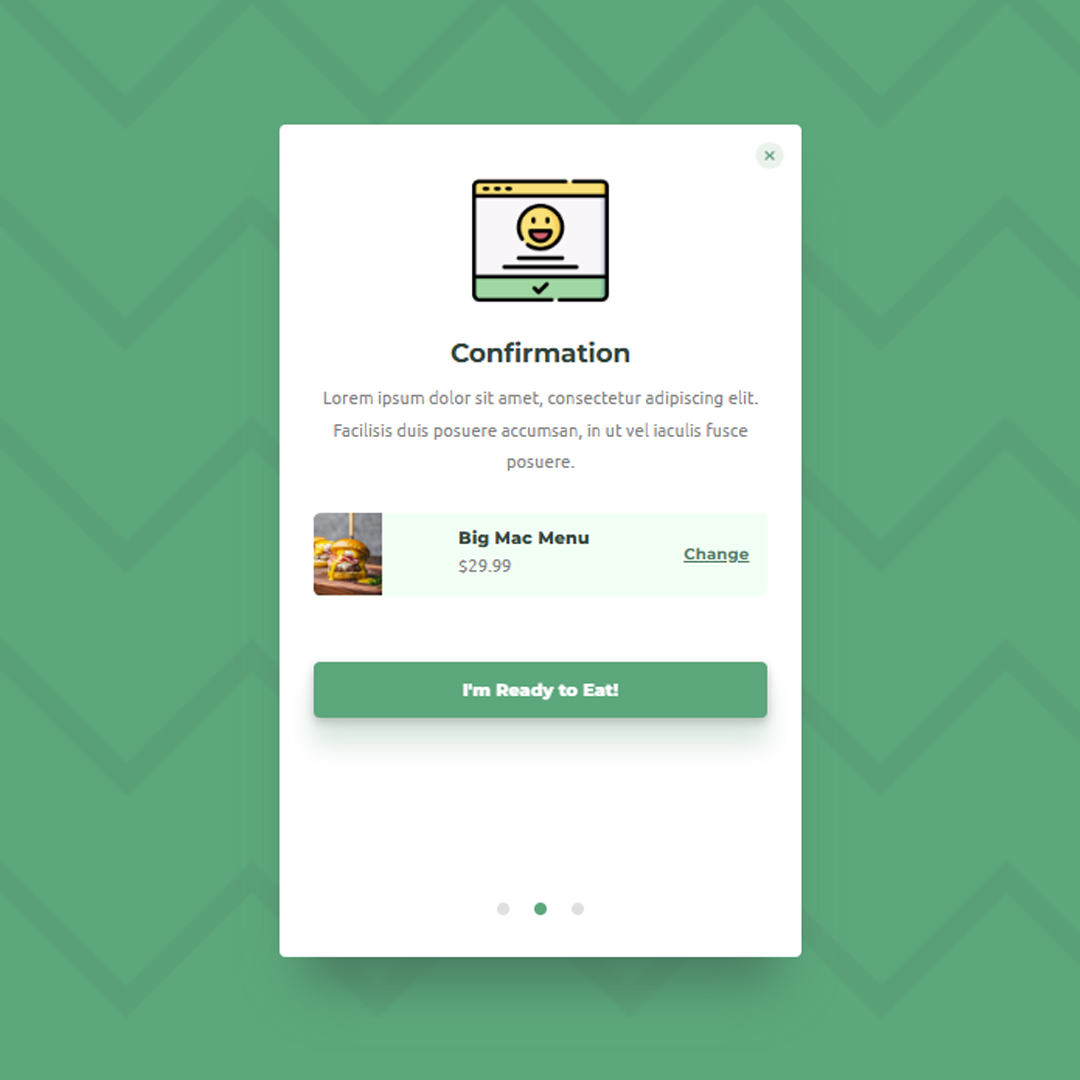 Confirmation
Lorem ipsum dolor sit amet, consectetur adipiscing elit.
Facilisis duis posuere accumsan, in ut vel iaculis fusce
posuere.
Big Mac Menu
$29.99
Change
I'm Ready to Eat!